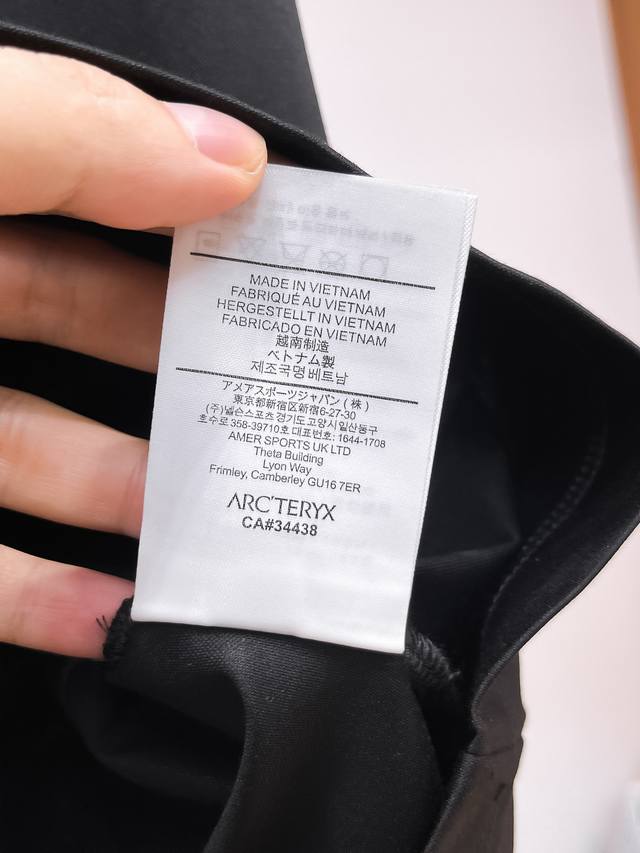 MADE IN VIETNAM
FABRIQUÉ AU VIETNAM
HERGESTELLT IN VIETNAM
FABRICADO EN VIETNAM
越南制造
ベトナム製
제조국명 베트남
アメアスポーツジャパン (株)
東京都新宿区新宿6-27-30
(주)넬슨스포츠 경기도고양시일산동구
호수로 358-39710호 대표번호: 1644-1708
AMER SPORTS UK LTD
Theta Building
Lyon Way
Frimley, Camberley GU16 7ER
ARC'TERYX
CA#34438